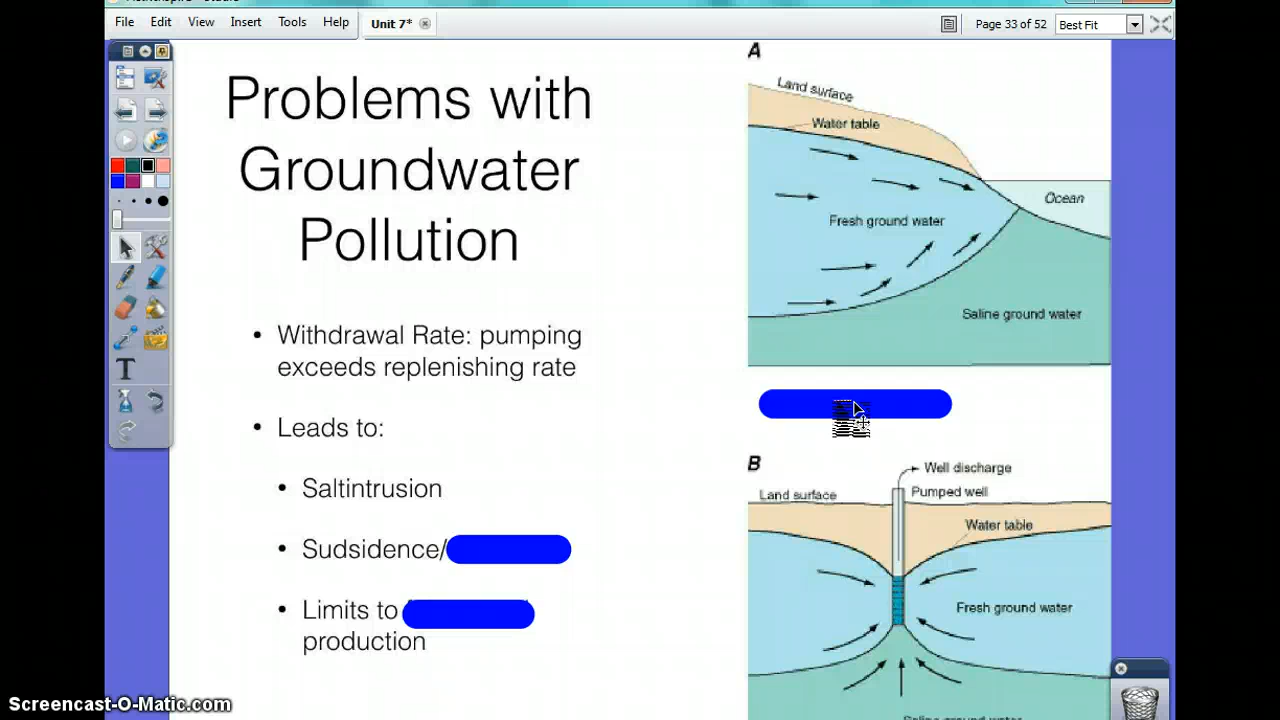 File Edit View Insert Tools Help
Unit 7*
Page 33 of 52
Best Fit
Problems with
Groundwater
Pollution
• Withdrawal Rate: pumping
exceeds replenishing rate
• Leads to:
• Saltintrusion
• Sudsidence/
• Limits to
production
A
Land surface
Water table
Ocean
Fresh ground water
Saline ground water
B
Well discharge
Pumped well
Land surface
Water table
Fresh ground water
T
Screencast-O-Matic.com